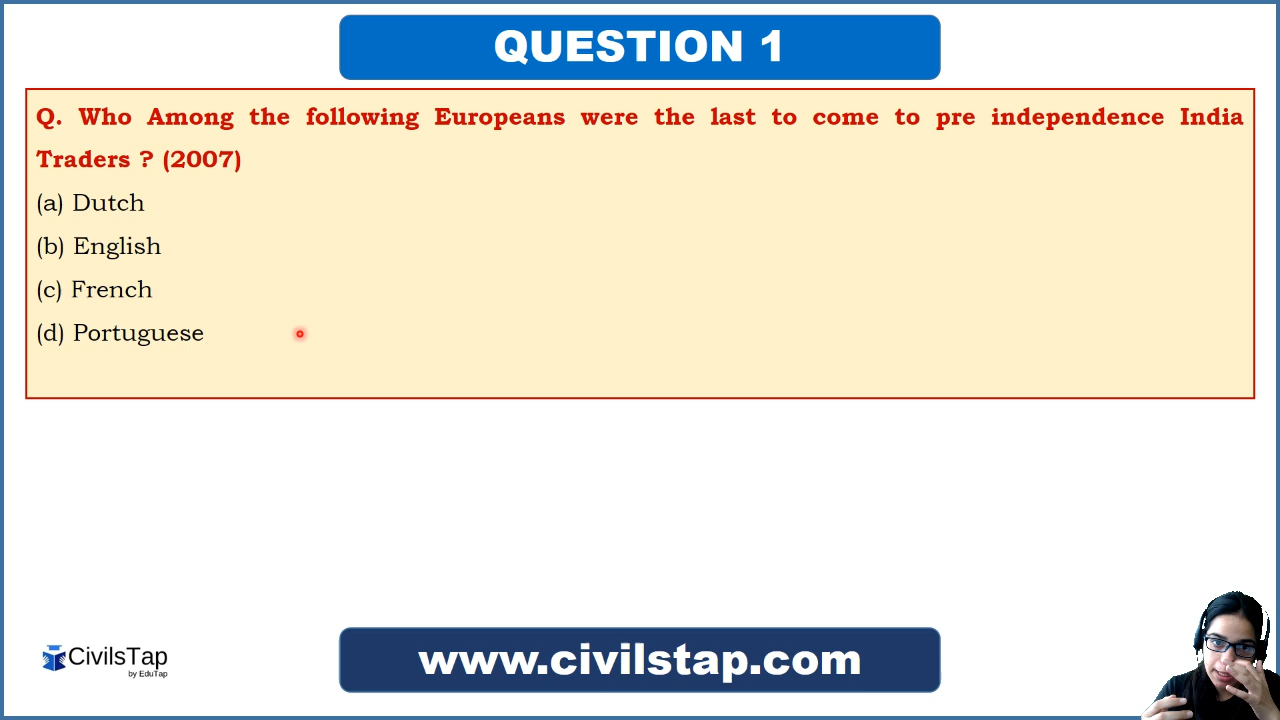 QUESTION 1
Q. Who Among the following Europeans were the last to come to pre independence India
Traders ? (2007)
(a) Dutch
(b) English
(c) French
(d) Portuguese
CivilsTap
by EduTap
www.civilstap.com